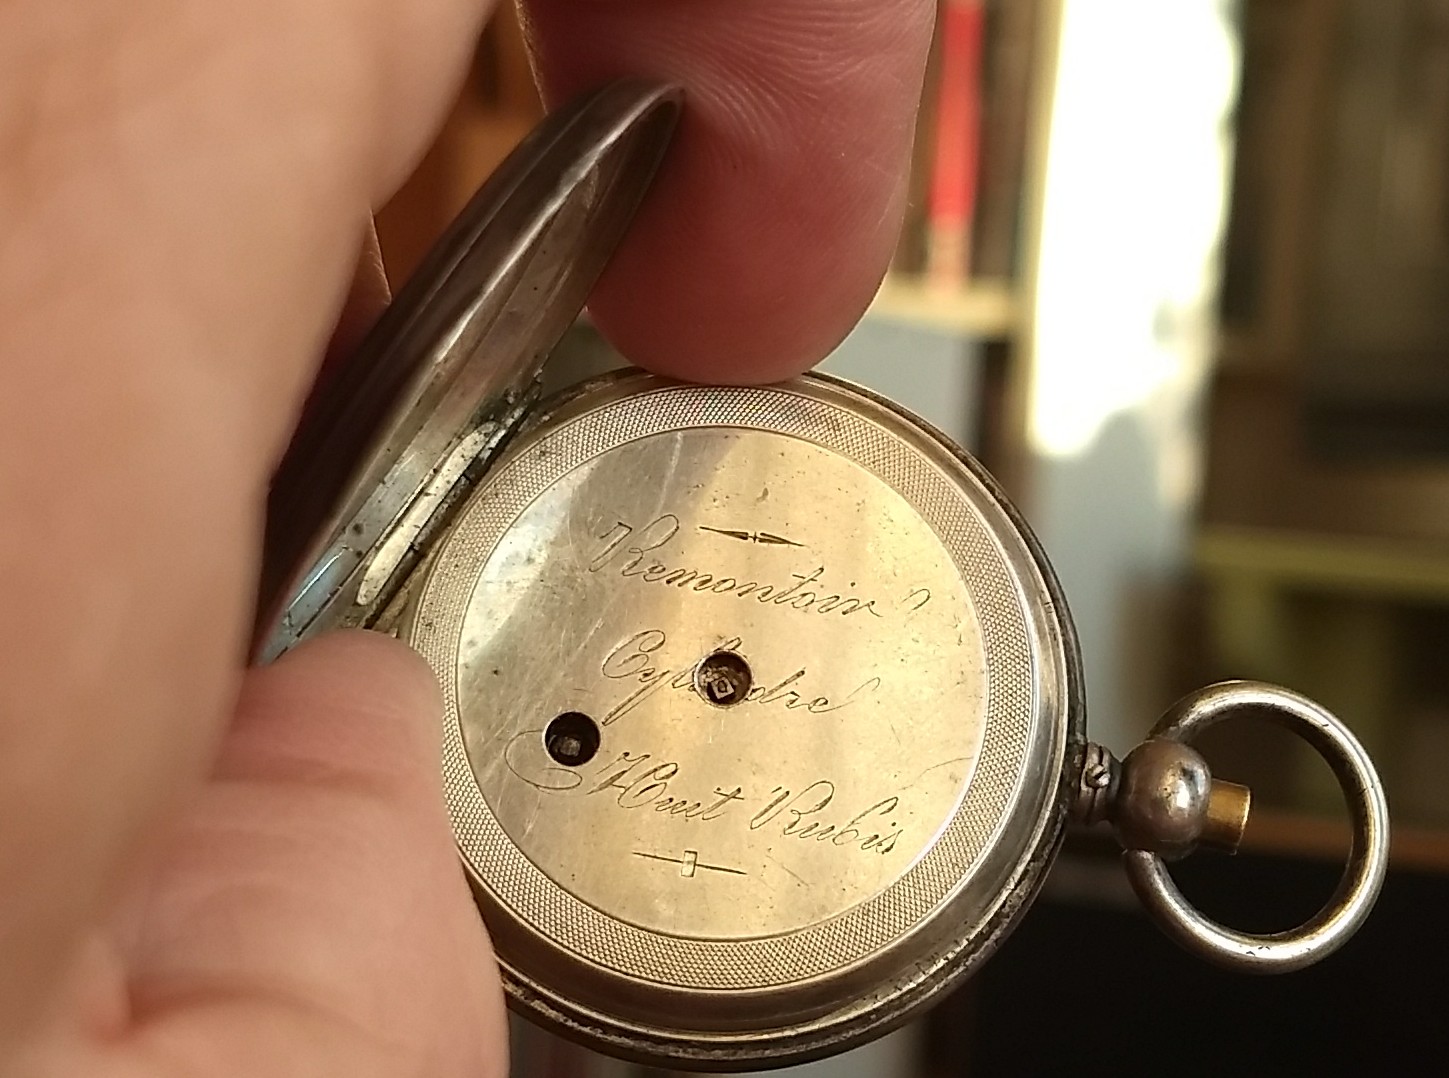 Remontoir
Cylindre
Huit Rubis